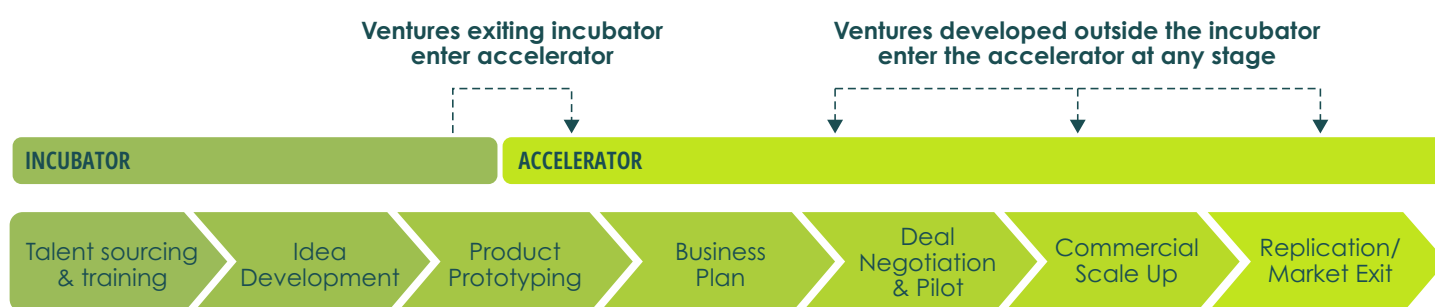 Ventures exiting incubator
enter accelerator
Ventures developed outside the incubator
enter the accelerator at any stage
INCUBATOR
ACCELERATOR
Talent sourcing
& training
Idea
Development
Product
Prototyping
Business
Plan
Deal
Negotiation
& Pilot
Commercial
Scale Up
Replication/
Market Exit